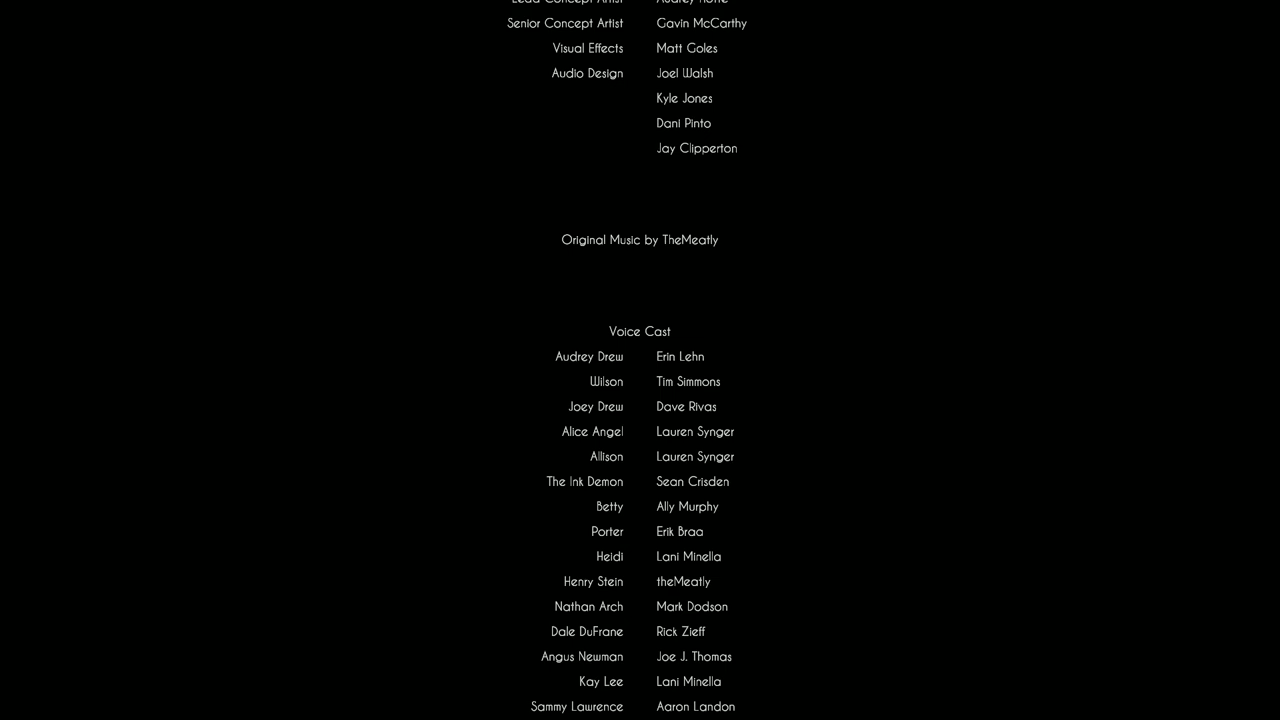 Lead Concept Artist
Senior Concept Artist Gavin McCarthy
Visual Effects Matt Goles
Audio Design Joel Walsh
Kyle Jones
Dani Pinto
Jay Clipperton
Original Music by TheMeatly
Voice Cast
Audrey Drew Erin Lehn
Wilson Tim Simmons
Joey Drew Dave Rivas
Alice Angel Lauren Synger
Allison Lauren Synger
The Ink Demon Sean Crisden
Betty Ally Murphy
Porter Erik Braa
Heidi Lani Minella
Henry Stein theMeatly
Nathan Arch Mark Dodson
Dale DuFrane Rick Zieff
Angus Newman Joe J. Thomas
Kay Lee Lani Minella
Sammy Lawrence Aaron Landon